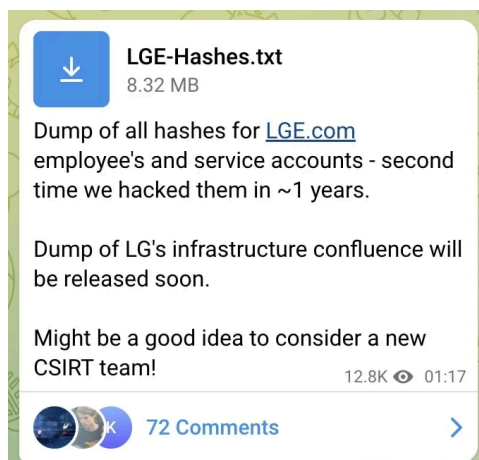 LGE-Hashes.txt
8.32 MB
Dump of all hashes for LGE.com
employee's and service accounts - second
time we hacked them in ~1 years.
Dump of LG's infrastructure confluence will
be released soon.
Might be a good idea to consider a new
CSIRT team!
12.8K 01:17
K
72 Comments